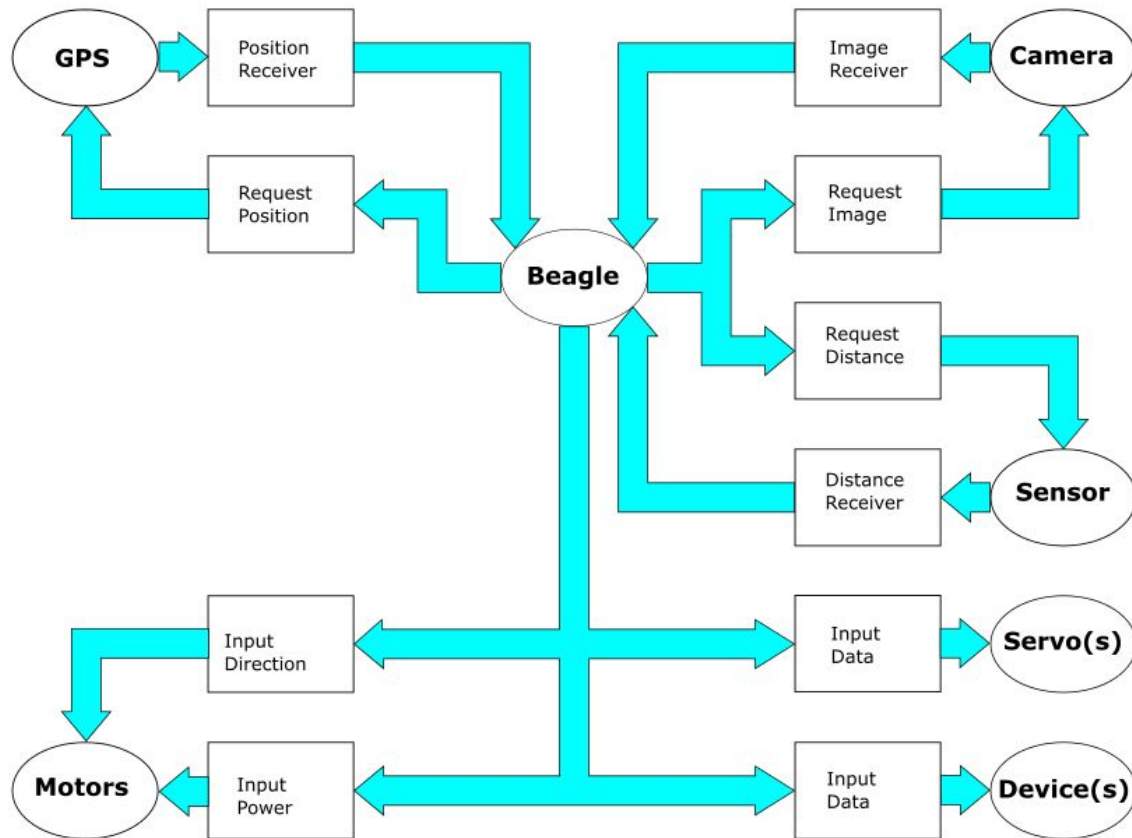 GPS
Position
Receiver
Image
Receiver
Camera
Request
Position
Request
Image
Beagle
Request
Distance
Distance
Receiver
Sensor
Input
Direction
Input
Data
Servo(s)
Motors
Input
Power
Input
Data
Device(s)